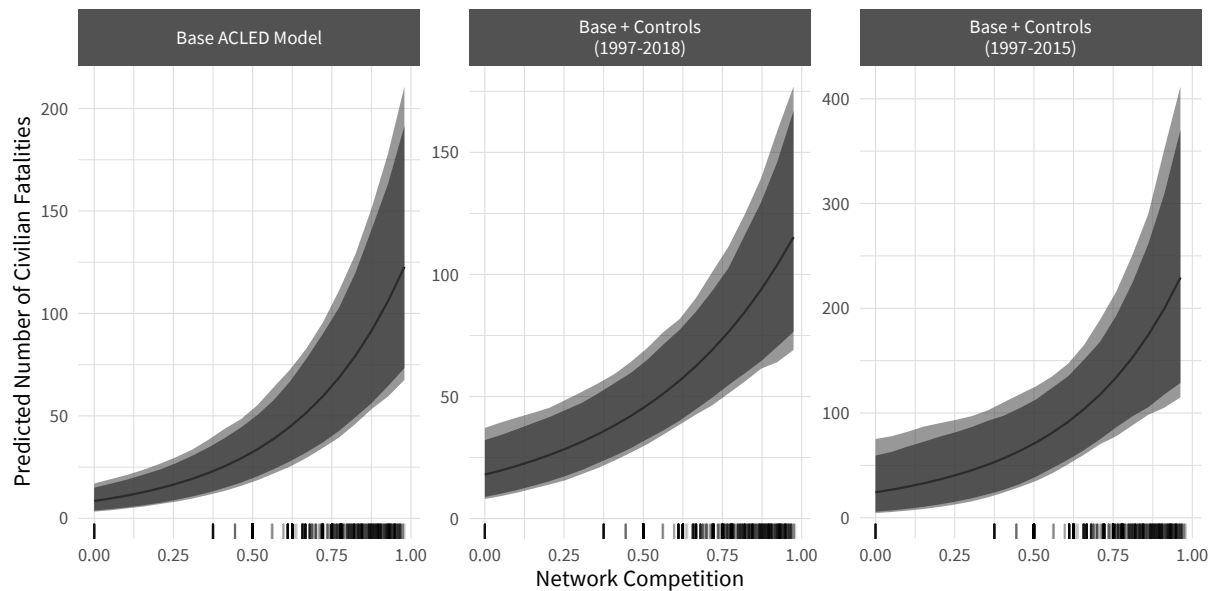 Base ACLED Model
Base + Controls
(1997-2018)
Base + Controls
(1997-2015)
Predicted Number of Civilian Fatalities
200
150
100
50
0
150
100
50
0
400
300
200
100
0
0.00 0.25 0.50 0.75 1.00
0.00 0.25 0.50 0.75 1.00
0.00 0.25 0.50 0.75 1.00
Network Competition